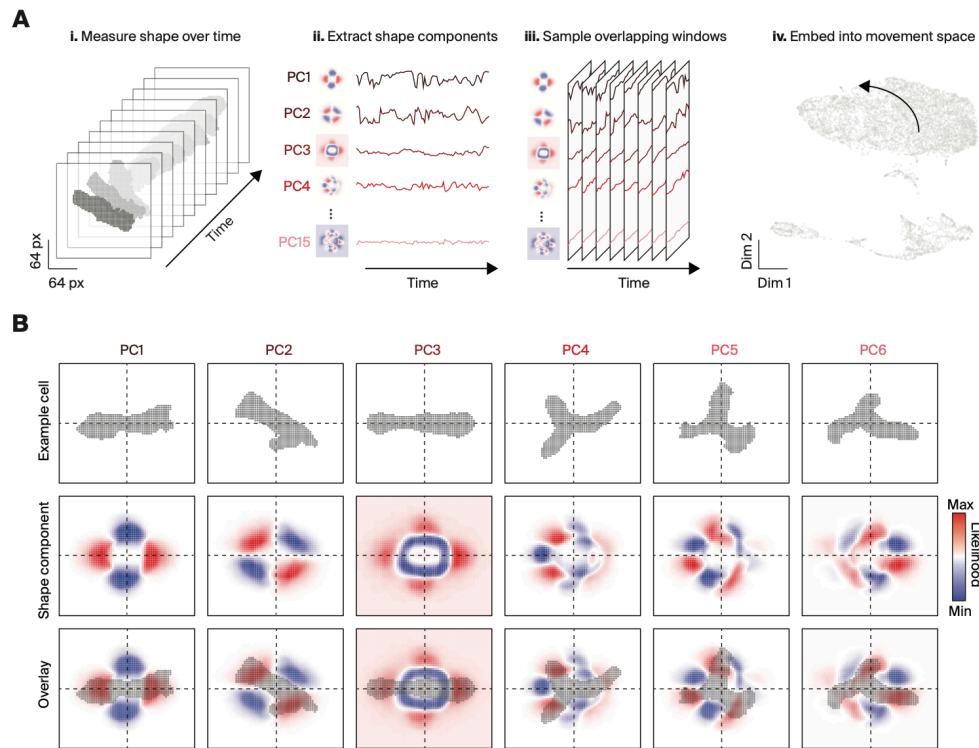 A
i. Measure shape over time
ii. Extract shape components
iii. Sample overlapping windows
iv. Embed into movement space
64 px
64 px
Time
PC1
PC2
PC3
PC4
...
PC15
Time
...
Time
Dim 2
Dim 1
B
PC1
PC2
PC3
PC4
PC5
PC6
Example cell
Shape component
Overlay
Max
Likelihood
Min